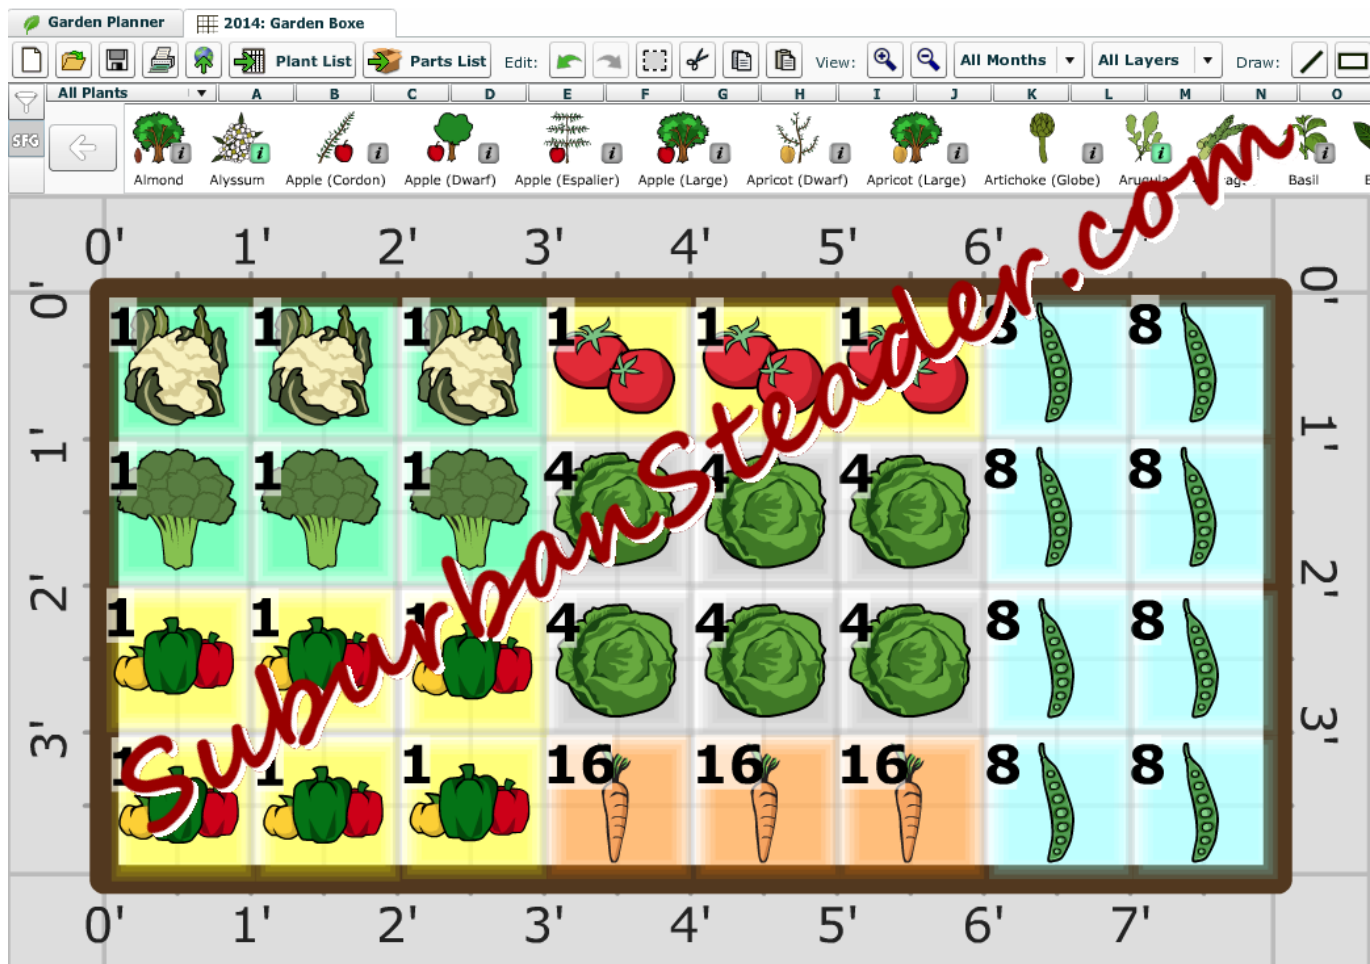 Garden Planner 2014: Garden Boxe
Plant List Parts List Edit: View: All Months All Layers Draw:
All Plants A B C D E F G H I J K L M N O
SFG
i i i i i i i i i i i
Almond Alyssum Apple (Cordon) Apple (Dwarf) Apple (Espalier) Apple (Large) Apricot (Dwarf) Apricot (Large) Artichoke (Globe) Basil
0' 1' 2' 3' 4' 5' 6'
0' 0'
1 1 1 1 1 1 8 8
1' 1'
1 1 1 4 4 4 8 8
2' 2'
1 1 1 4 4 4 8 8
3' 3'
1 1 1 16 16 16 8 8
0' 1' 2' 3' 4' 5' 6' 7'
SuburbanSteader.com